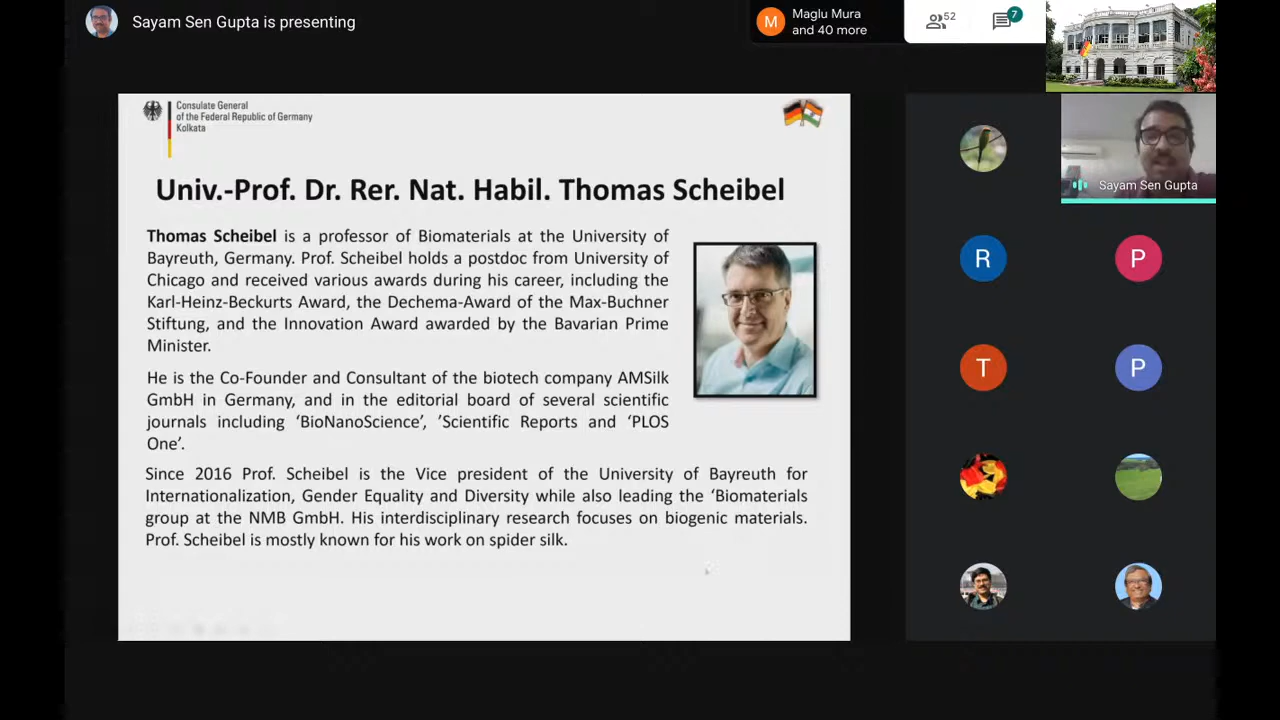 Sayam Sen Gupta is presenting
M
Maglu Mura
and 40 more
52
7
Consulate General
of the Federal Republic of Germany
Kolkata
Univ.-Prof. Dr. Rer. Nat. Habil. Thomas Scheibel
Thomas Scheibel is a professor of Biomaterials at the University of
Bayreuth, Germany. Prof. Scheibel holds a postdoc from University of
Chicago and received various awards during his career, including the
Karl-Heinz-Beckurts Award, the Dechema-Award of the Max-Buchner
Stiftung, and the Innovation Award awarded by the Bavarian Prime
Minister.
He is the Co-Founder and Consultant of the biotech company AMSilk
GmbH in Germany, and in the editorial board of several scientific
journals including ‘BioNanoScience’, ’Scientific Reports and ‘PLOS
One’.
Since 2016 Prof. Scheibel is the Vice president of the University of Bayreuth for
Internationalization, Gender Equality and Diversity while also leading the ‘Biomaterials
group at the NMB GmbH. His interdisciplinary research focuses on biogenic materials.
Prof. Scheibel is mostly known for his work on spider silk.
Sayam Sen Gupta
R
P
T
P